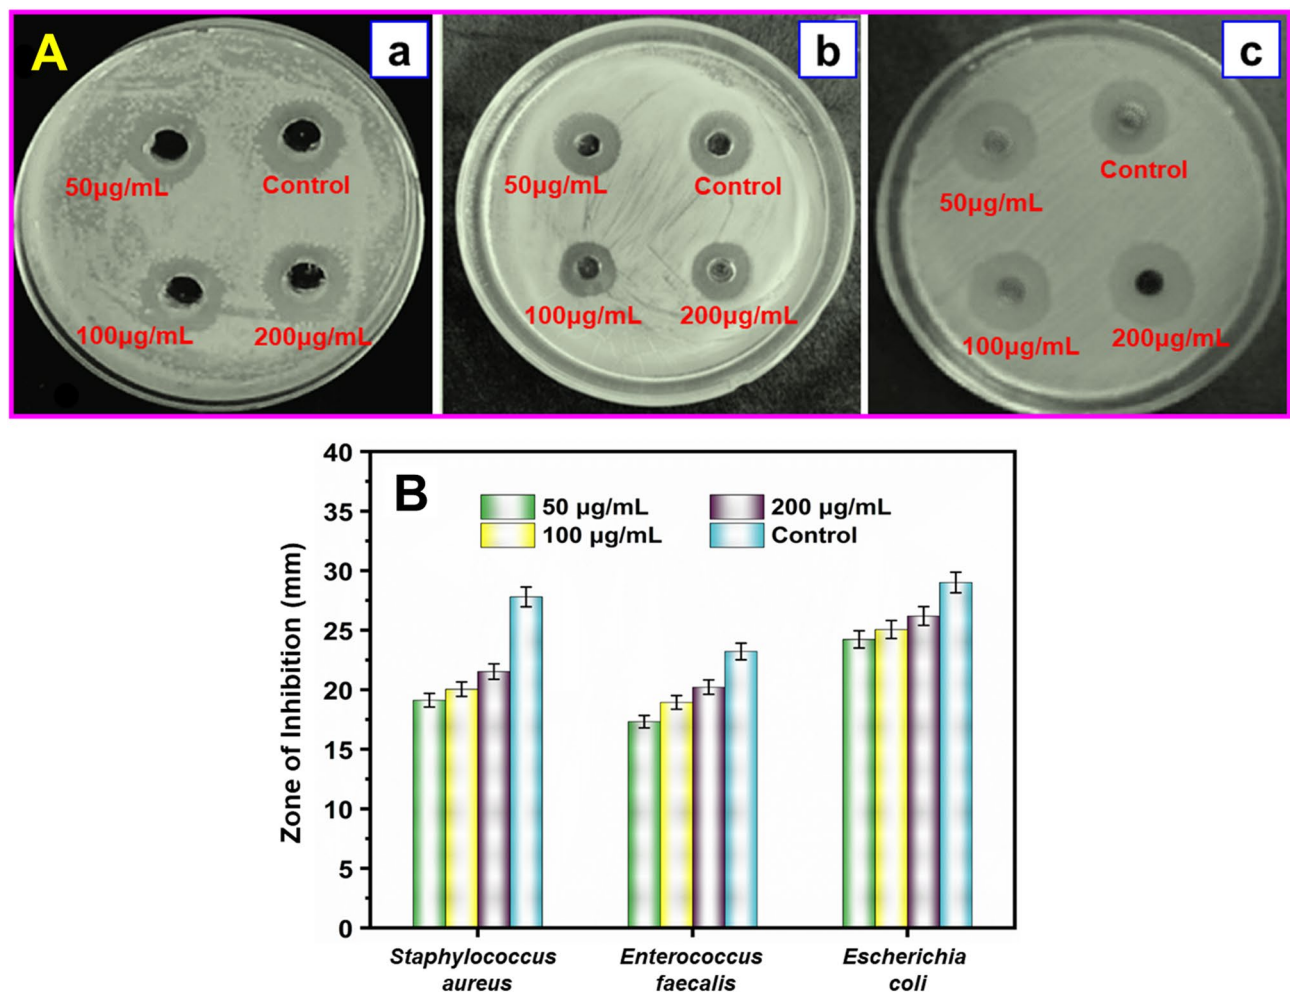 A
a
50µg/mL
Control
100µg/mL
200µg/mL
b
50µg/mL
Control
100µg/mL
200µg/mL
c
50µg/mL
Control
100µg/mL
200µg/mL
B
50 µg/mL
200 µg/mL
100 µg/mL
Control
Zone of Inhibition (mm)
40
35
30
25
20
15
10
5
0
Staphylococcus
aureus
Enterococcus
faecalis
Escherichia
coli